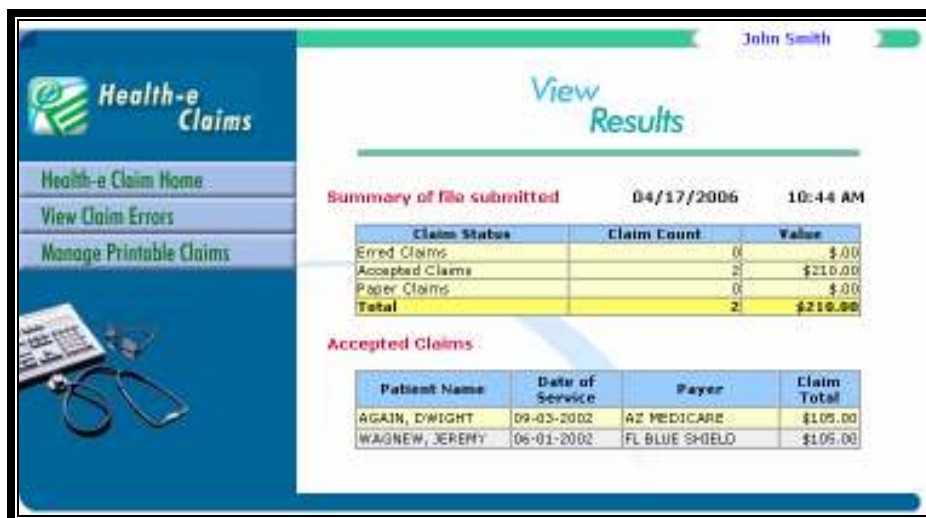 John Smith
Health-e
Claims
View
Results
Health-e Claim Home
View Claim Errors
Manage Printable Claims
Summary of file submitted 04/17/2006 10:44 AM
Claim Status Claim Count Value
Erred Claims 0 $.00
Accepted Claims 2 $210.00
Paper Claims 0 $.00
Total 2 $210.00
Accepted Claims
Patient Name Date of Service Payer Claim Total
AGAIN, DWIGHT 09-03-2002 AZ MEDICARE $105.00
WAGNEW, JEREMY 06-01-2002 FL BLUE SHIELD $105.00